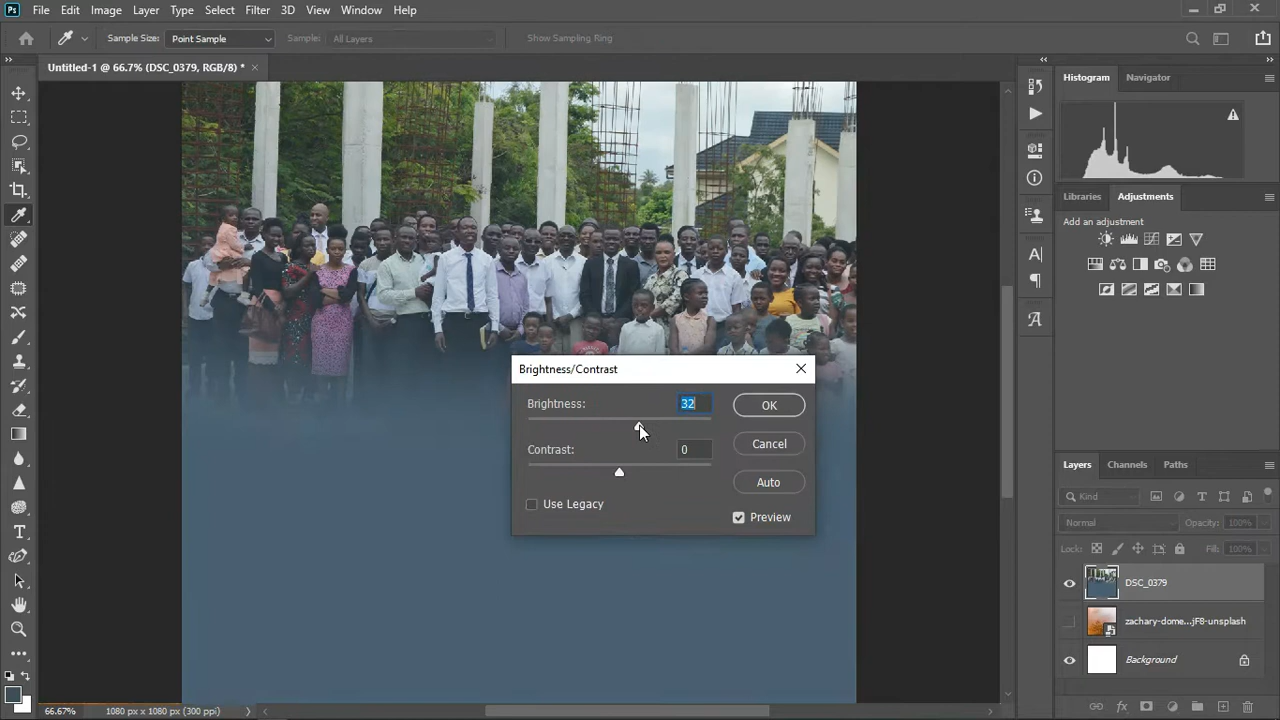 Ps File Edit Image Layer Type Select Filter 3D View Window Help
Sample Size: Point Sample Sample: All Layers Show Sampling Ring
Untitled-1 @ 66.7% (DSC_0379, RGB/8) *
Histogram Navigator
Libraries Adjustments
Add an adjustment
Brightness/Contrast
Brightness: 32 OK
Contrast: 0 Cancel
Auto
Use Legacy
Preview
Layers Channels Paths
Kind
Normal Opacity: 100%
Lock: Fill: 100%
DSC_0379
zachary-dome...jF8-unsplash
Background
66.67% 1080 px x 1080 px (300 ppi)